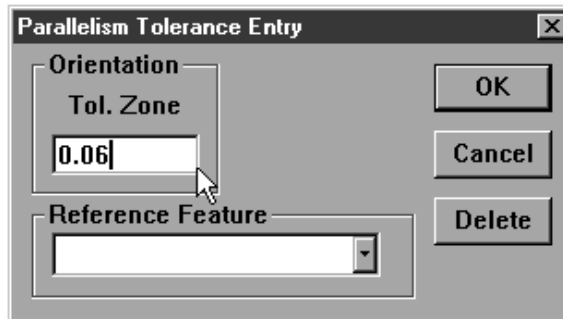 Parallelism Tolerance Entry
Orientation
Tol. Zone
0.06
OK
Cancel
Reference Feature
Delete